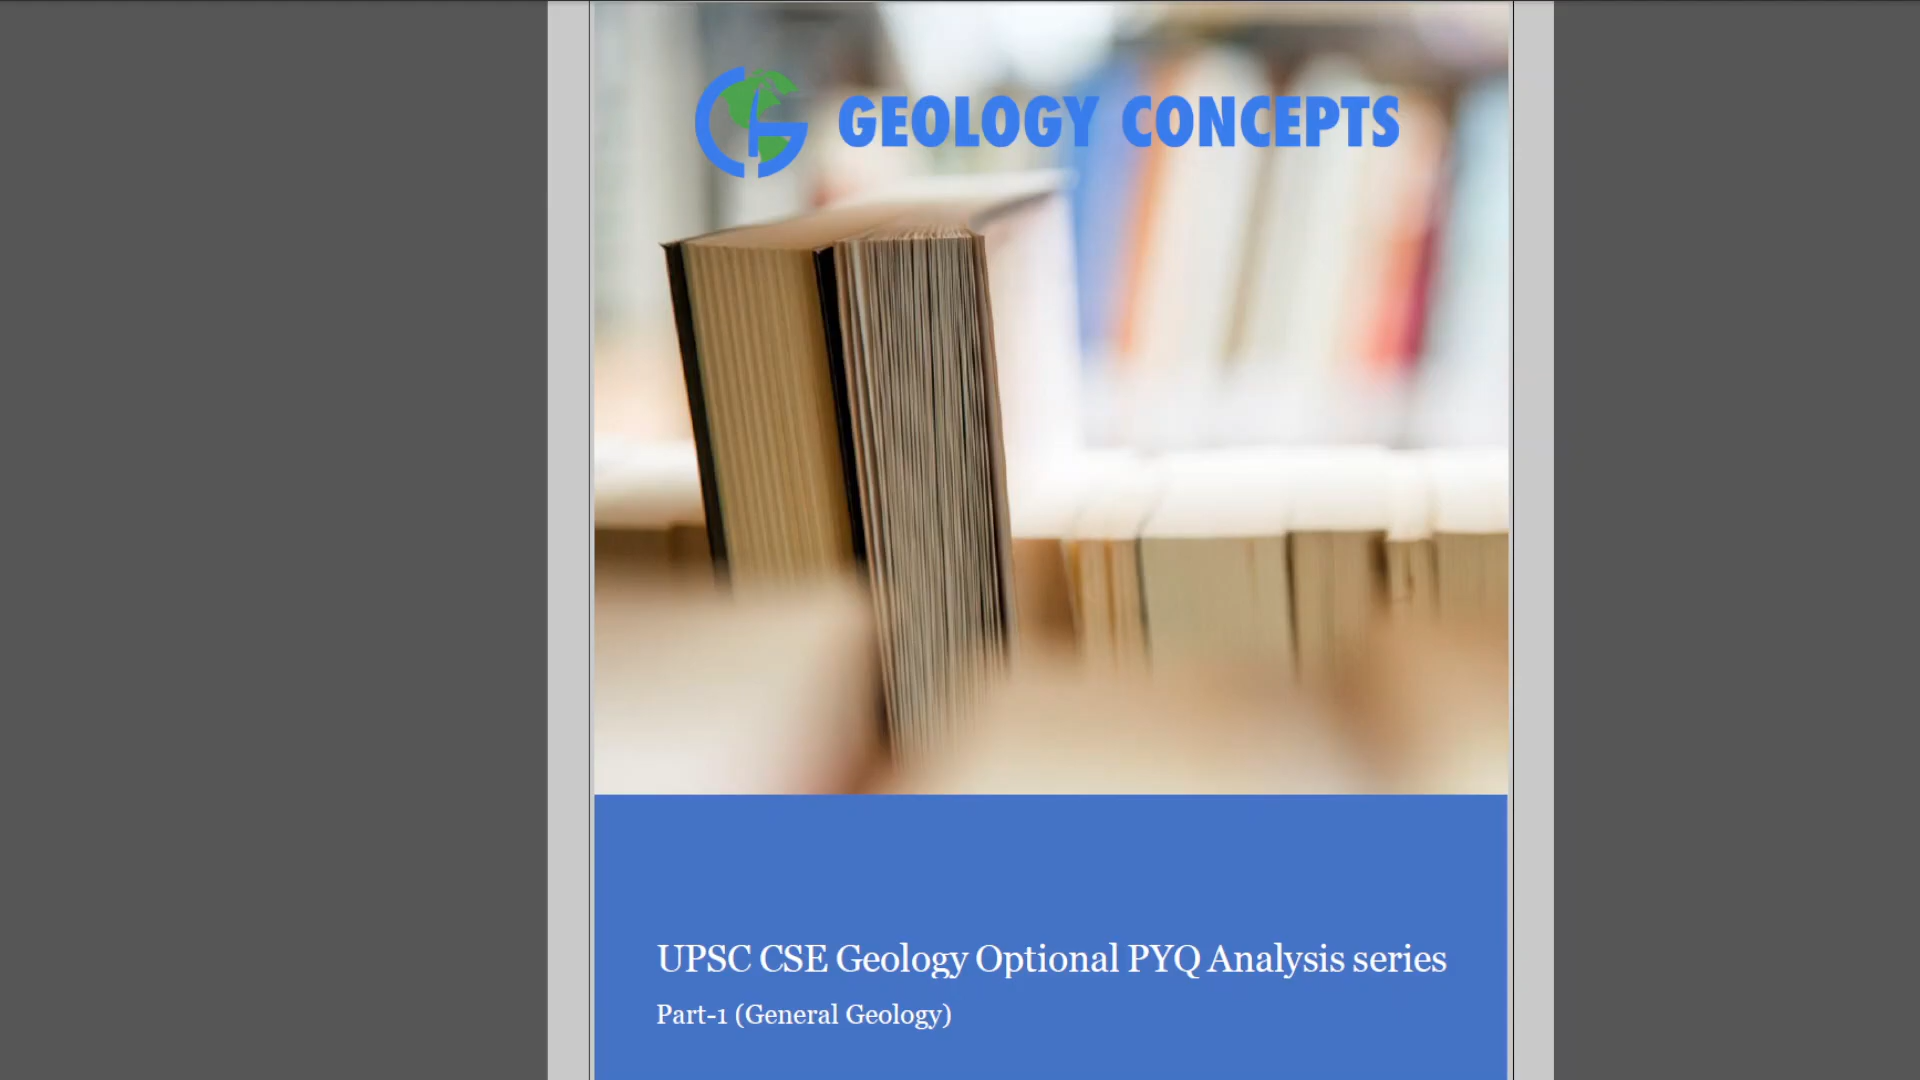 GEOLOGY CONCEPTS
UPSC CSE Geology Optional PYQ Analysis series
Part-1 (General Geology)